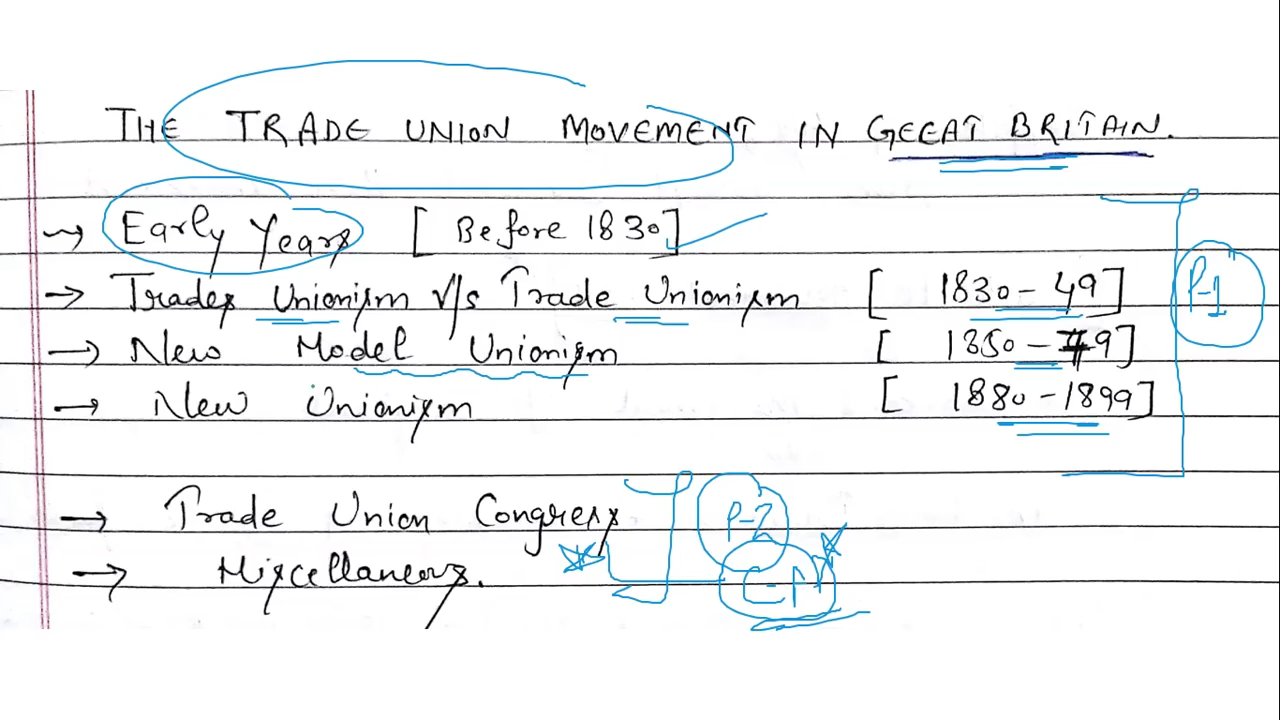 THE TRADE UNION MOVEMENT IN GEEAT BRITAIN.
→ Early Years [Before 1830]
→ Trades Unionism V/s Trade Unionism [1830-49]
→ New Model Unionism [1850-79]
→ New Unionism [1880-1899]
P-1
→ Trade Union Congress
P-2
→ Miscellaneous.